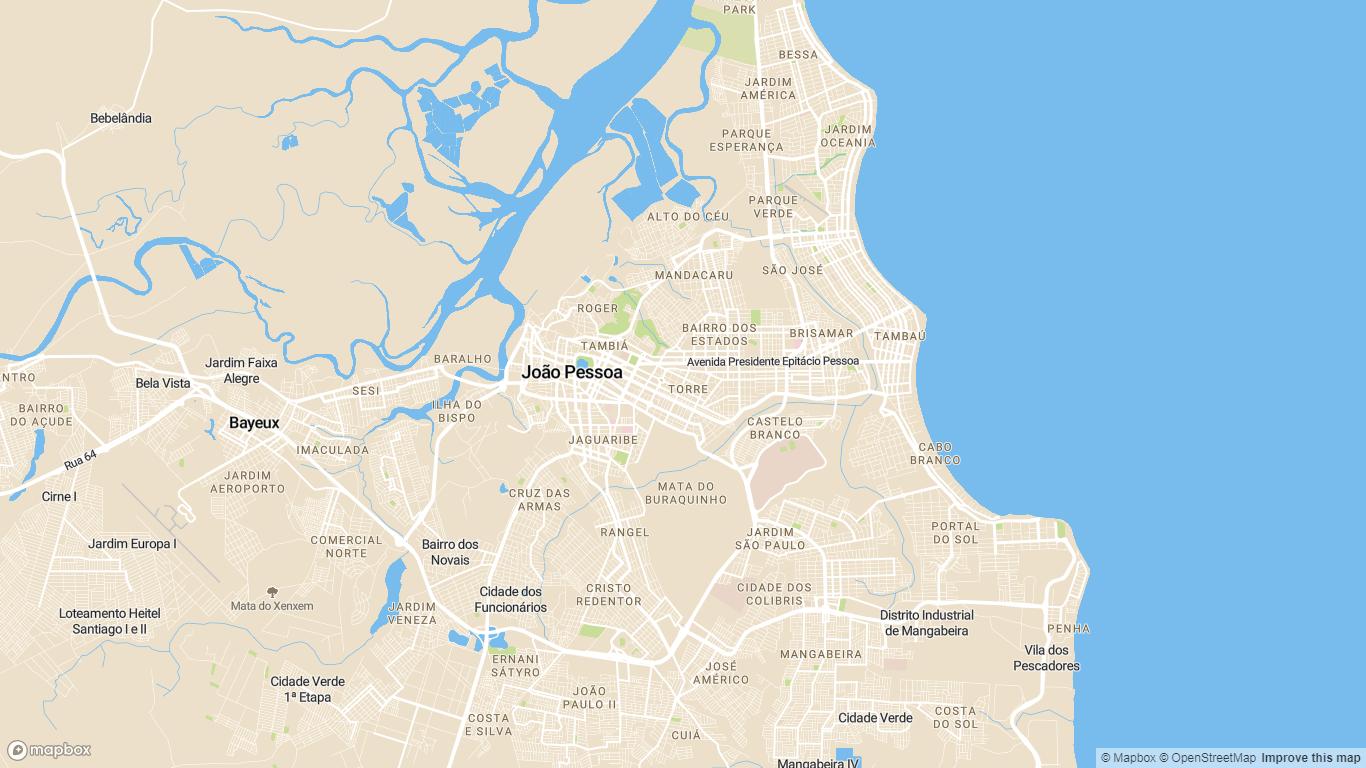 PARK
BESSA
JARDIM
AMÉRICA
Bebelândia
PARQUE
ESPERANÇA
JARDIM
OCEANIA
PARQUE
VERDE
ALTO DO CÉU
MANDACARU
SÃO JOSÉ
ROGER
BAIRRO DOS
ESTADOS
BRISAMAR
TAMBAÚ
TAMBIÁ
BARALHO
Avenida Presidente Epitácio Pessoa
Jardim Faixa
Alegre
João Pessoa
ENTRO
Bela Vista
SESI
TORRE
BAIRRO
DO AÇUDE
ILHA DO
BISPO
Bayeux
CASTELO
BRANCO
JAGUARIBE
IMACULADA
CABO
BRANCO
Rua 64
JARDIM
AEROPORTO
MATA DO
BURAQUINHO
Cirne I
CRUZ DAS
ARMAS
PORTAL
DO SOL
RANGEL
JARDIM
SÃO PAULO
Jardim Europa I
COMERCIAL
NORTE
Bairro dos
Novais
CRISTO
REDENTOR
CIDADE DOS
COLIBRIS
Cidade dos
Funcionários
Mata do Xenxem
JARDIM
VENEZA
Loteamento Heitel
Santiago I e II
Distrito Industrial
de Mangabeira
PENHA
Vila dos
Pescadores
MANGABEIRA
ERNANI
SÁTYRO
JOSÉ
AMÉRICO
Cidade Verde
1ª Etapa
JOÃO
PAULO II
COSTA
E SILVA
Cidade Verde
COSTA
DO SOL
CUIÁ
Mangabeira IV
mapbox
© Mapbox © OpenStreetMap Improve this map